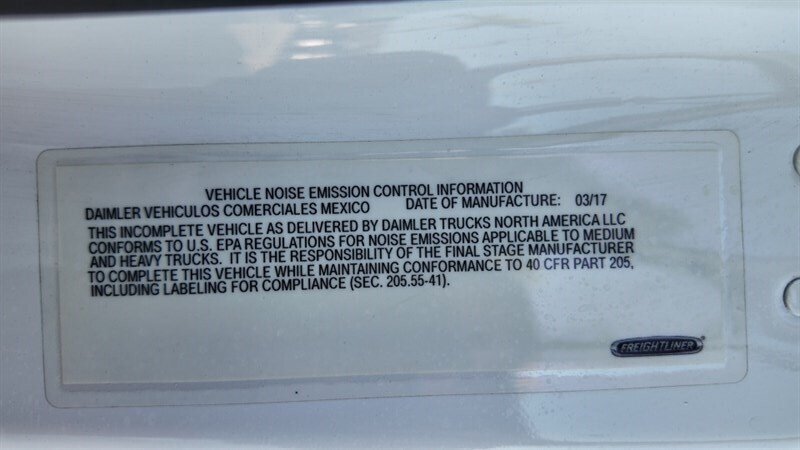 VEHICLE NOISE EMISSION CONTROL INFORMATION
DAIMLER VEHICULOS COMERCIALES MEXICO DATE OF MANUFACTURE: 03/17
THIS INCOMPLETE VEHICLE AS DELIVERED BY DAIMLER TRUCKS NORTH AMERICA LLC
CONFORMS TO U.S. EPA REGULATIONS FOR NOISE EMISSIONS APPLICABLE TO MEDIUM
AND HEAVY TRUCKS. IT IS THE RESPONSIBILITY OF THE FINAL STAGE MANUFACTURER
TO COMPLETE THIS VEHICLE WHILE MAINTAINING CONFORMANCE TO 40 CFR PART 205,
INCLUDING LABELING FOR COMPLIANCE (SEC. 205.55-41).
FREIGHTLINER